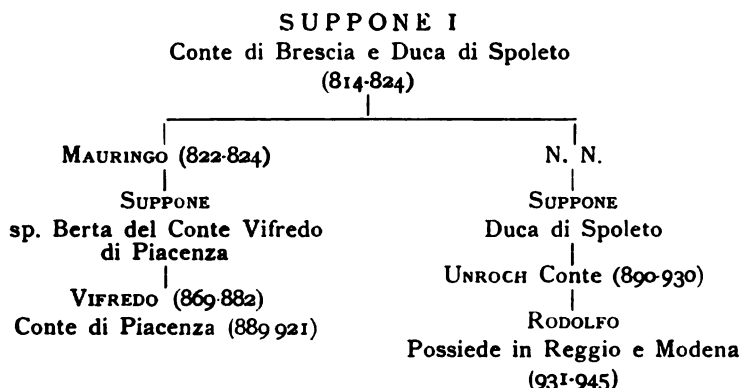 SUPPONE I
Conte di Brescia e Duca di Spoleto
(814-824)
MAURINGO (822-824)
SUPPONE
sp. Berta del Conte Vifredo
di Piacenza
VIFREDO (869-882)
Conte di Piacenza (889 921)
N. N.
SUPPONE
Duca di Spoleto
UNROCH Conte (890-930)
RODOLFO
Possiede in Reggio e Modena
(931-945)